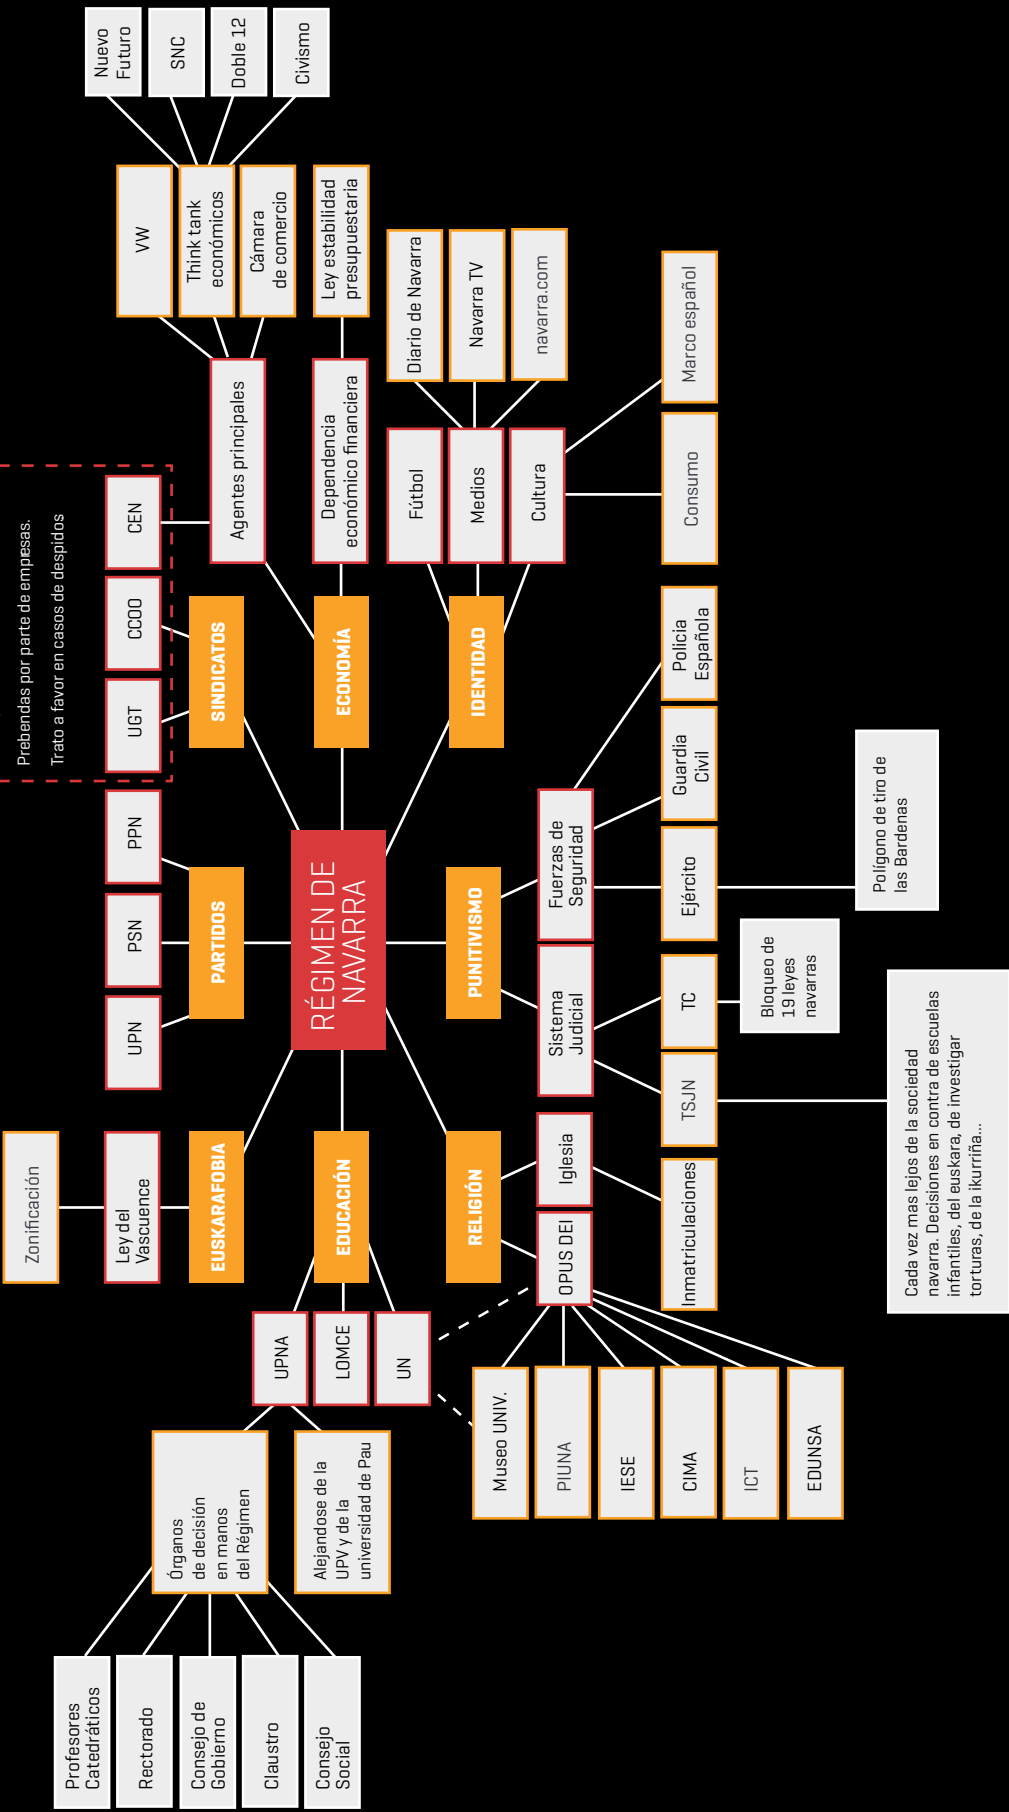 Prebendas por parte de empresas.
Trato a favor en casos de despidos
Zonificación
Ley del
Vascuence
EUSKARAFOBIA
UPN
PSN
PPN
PARTIDOS
UGT
CCOO
CEN
SINDICATOS
Agentes principales
VW
Think tank
económicos
Cámara
de comercio
Nuevo
Futuro
SNC
Doble 12
Civismo
ECONOMÍA
Dependencia
económico financiera
Ley estabilidad
presupuestaria
RÉGIMEN DE
NAVARRA
IDENTIDAD
Fútbol
Medios
Cultura
Diario de Navarra
Navarra TV
navarra.com
Consumo
Marco español
EDUCACIÓN
UPNA
LOMCE
UN
Órganos
de decisión
en manos
del Régimen
Alejandose de la
UPV y de la
universidad de Pau
Profesores
Catedráticos
Rectorado
Consejo de
Gobierno
Claustro
Consejo
Social
RELIGIÓN
OPUS DEI
Iglesia
Museo UNIV.
PIUNA
IESE
CIMA
ICT
EDUNSA
Inmatriculaciones
PUNITIVISMO
Sistema
Judicial
Fuerzas de
Seguridad
TSJN
TC
Ejército
Guardia
Civil
Policia
Española
Bloqueo de
19 leyes
navarras
Polígono de tiro de
las Bardenas
Cada vez mas lejos de la sociedad
navarra. Decisiones en contra de escuelas
infantiles, del euskara, de investigar
torturas, de la ikurriña...